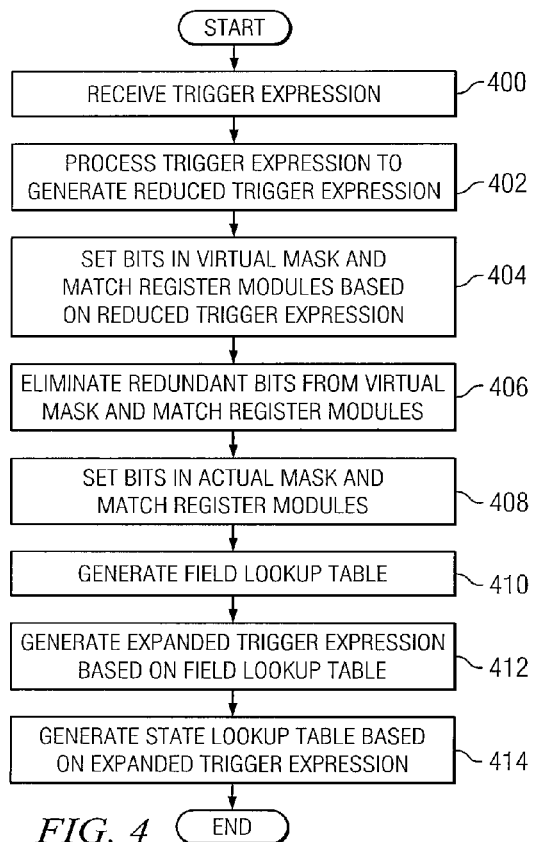 START
RECEIVE TRIGGER EXPRESSION
400
PROCESS TRIGGER EXPRESSION TO
GENERATE REDUCED TRIGGER EXPRESSION
402
SET BITS IN VIRTUAL MASK AND
MATCH REGISTER MODULES BASED
ON REDUCED TRIGGER EXPRESSION
404
ELIMINATE REDUNDANT BITS FROM VIRTUAL
MASK AND MATCH REGISTER MODULES
406
SET BITS IN ACTUAL MASK AND
MATCH REGISTER MODULES
408
GENERATE FIELD LOOKUP TABLE
410
GENERATE EXPANDED TRIGGER EXPRESSION
BASED ON FIELD LOOKUP TABLE
412
GENERATE STATE LOOKUP TABLE BASED
ON EXPANDED TRIGGER EXPRESSION
414
FIG. 4
END